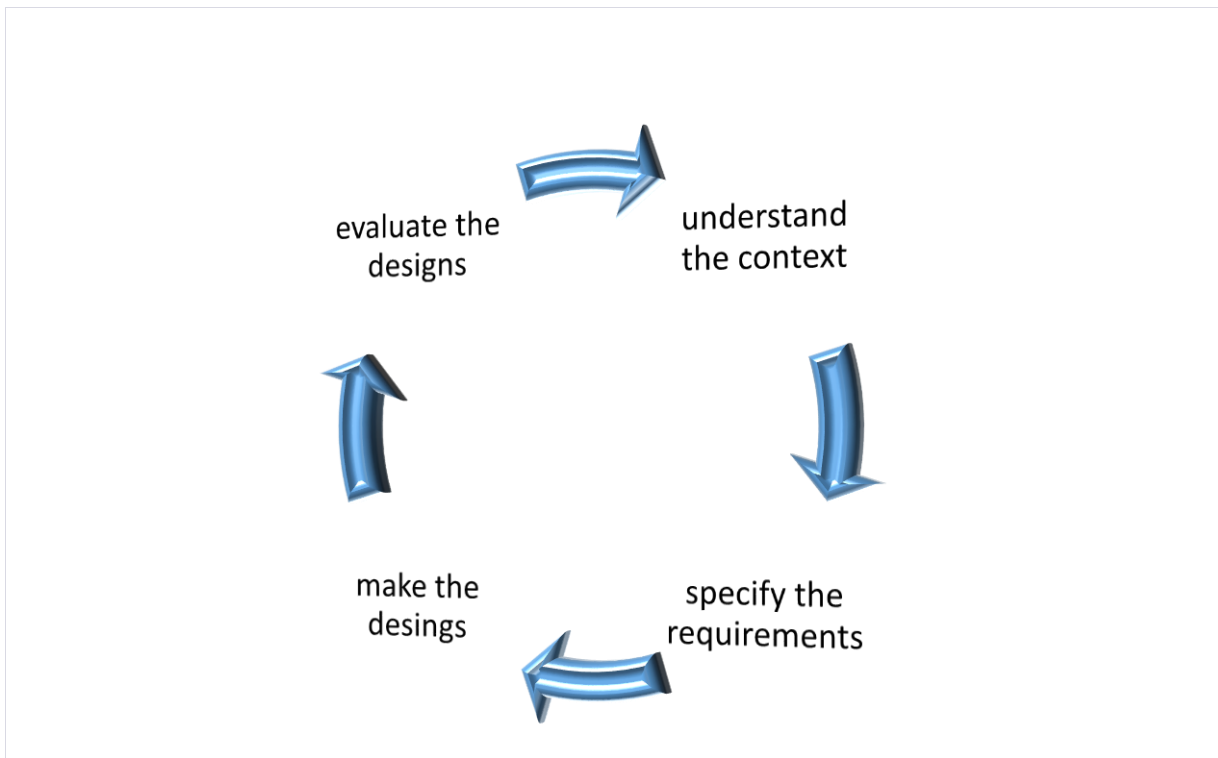 evaluate the
designs
understand
the context
make the
desings
specify the
requirements